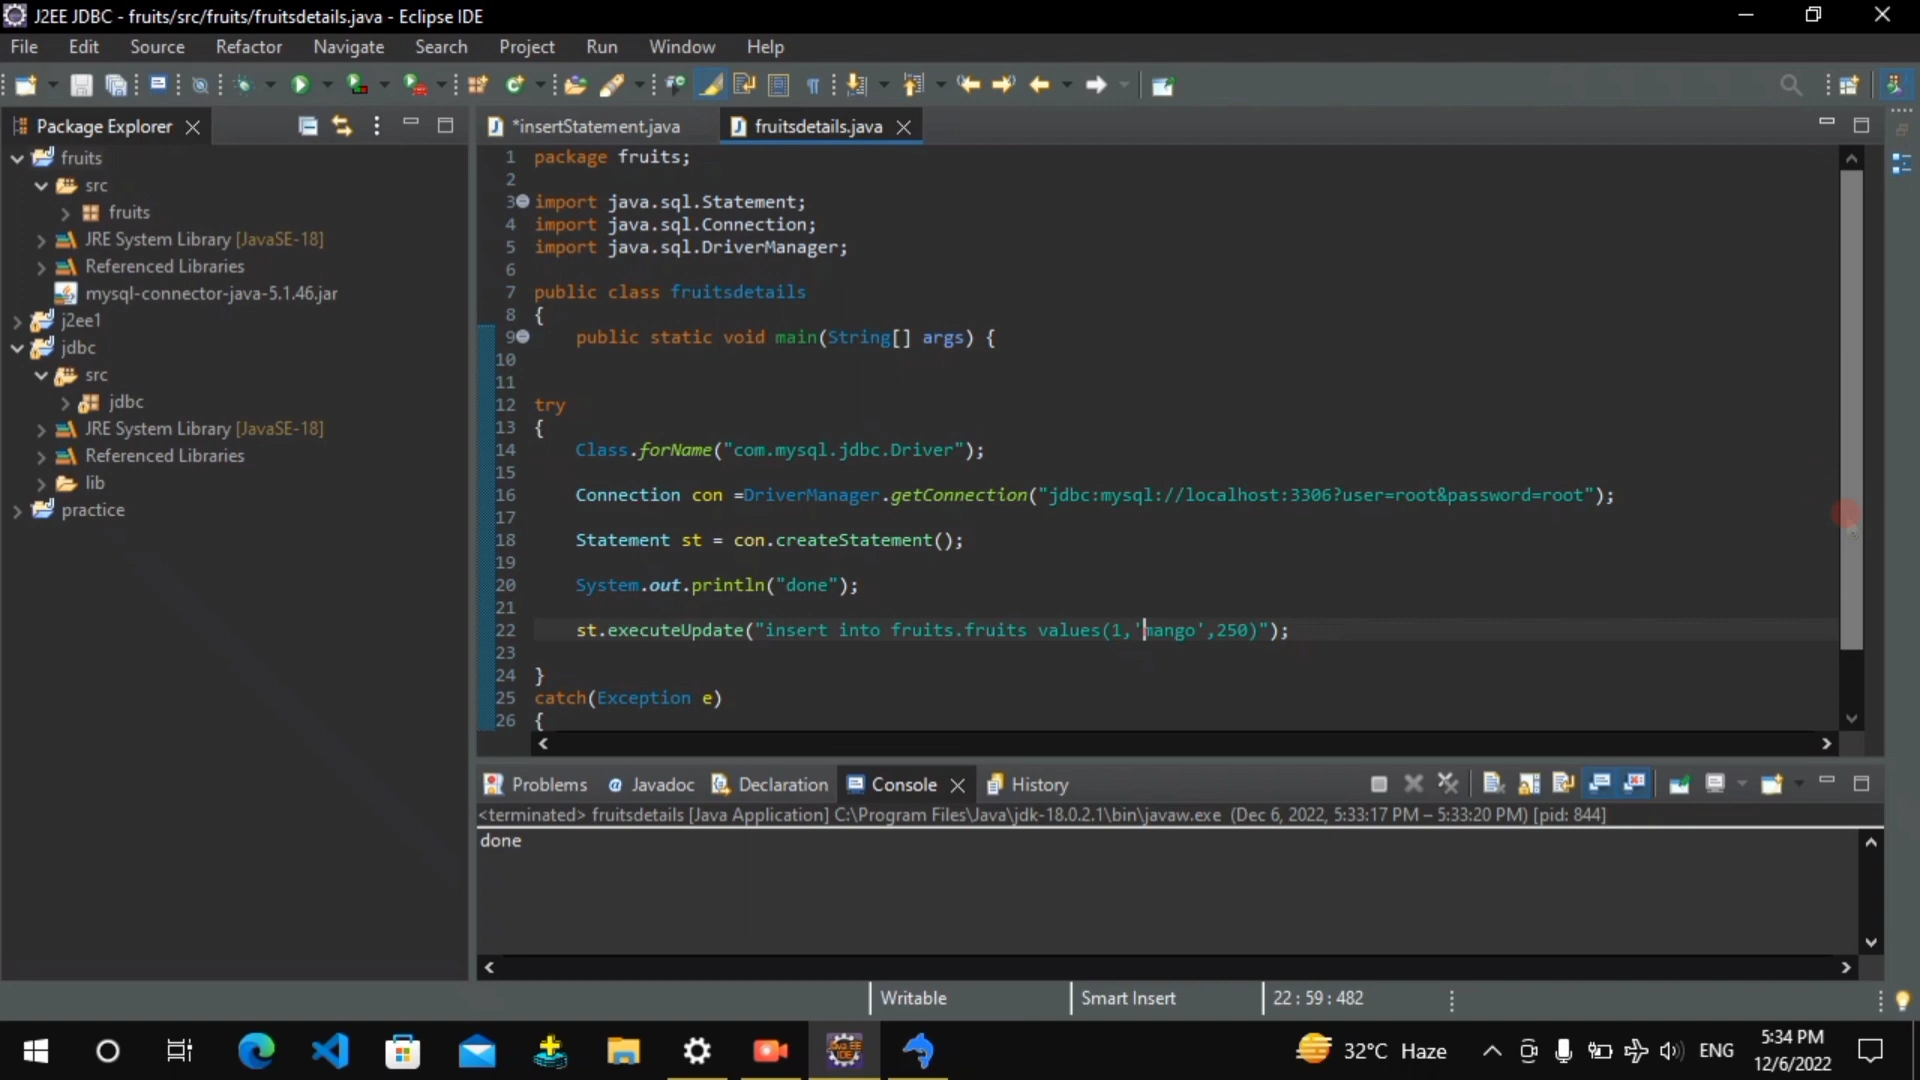 J2EE JDBC - fruits/src/fruits/fruitsdetails.java - Eclipse IDE
File Edit Source Refactor Navigate Search Project Run Window Help
Package Explorer
fruits
src
fruits
JRE System Library [JavaSE-18]
Referenced Libraries
mysql-connector-java-5.1.46.jar
j2ee1
jdbc
src
jdbc
JRE System Library [JavaSE-18]
Referenced Libraries
lib
practice
*insertStatement.java fruitsdetails.java
1 package fruits;
2
3 import java.sql.Statement;
4 import java.sql.Connection;
5 import java.sql.DriverManager;
6
7 public class fruitsdetails
8 {
9 public static void main(String[] args) {
10
11
12 try
13 {
14 Class.forName("com.mysql.jdbc.Driver");
15
16 Connection con =DriverManager.getConnection("jdbc:mysql://localhost:3306?user=root&password=root");
17
18 Statement st = con.createStatement();
19
20 System.out.println("done");
21
22 st.executeUpdate("insert into fruits.fruits values(1,'mango',250)");
23
24 }
25 catch(Exception e)
26 {
Problems Javadoc Declaration Console History
<terminated> fruitsdetails [Java Application] C:\Program Files\Java\jdk-18.0.2.1\bin\javaw.exe (Dec 6, 2022, 5:33:17 PM – 5:33:20 PM) [pid: 844]
done
Writable Smart Insert 22 : 59 : 482
32°C Haze ENG 5:34 PM
12/6/2022